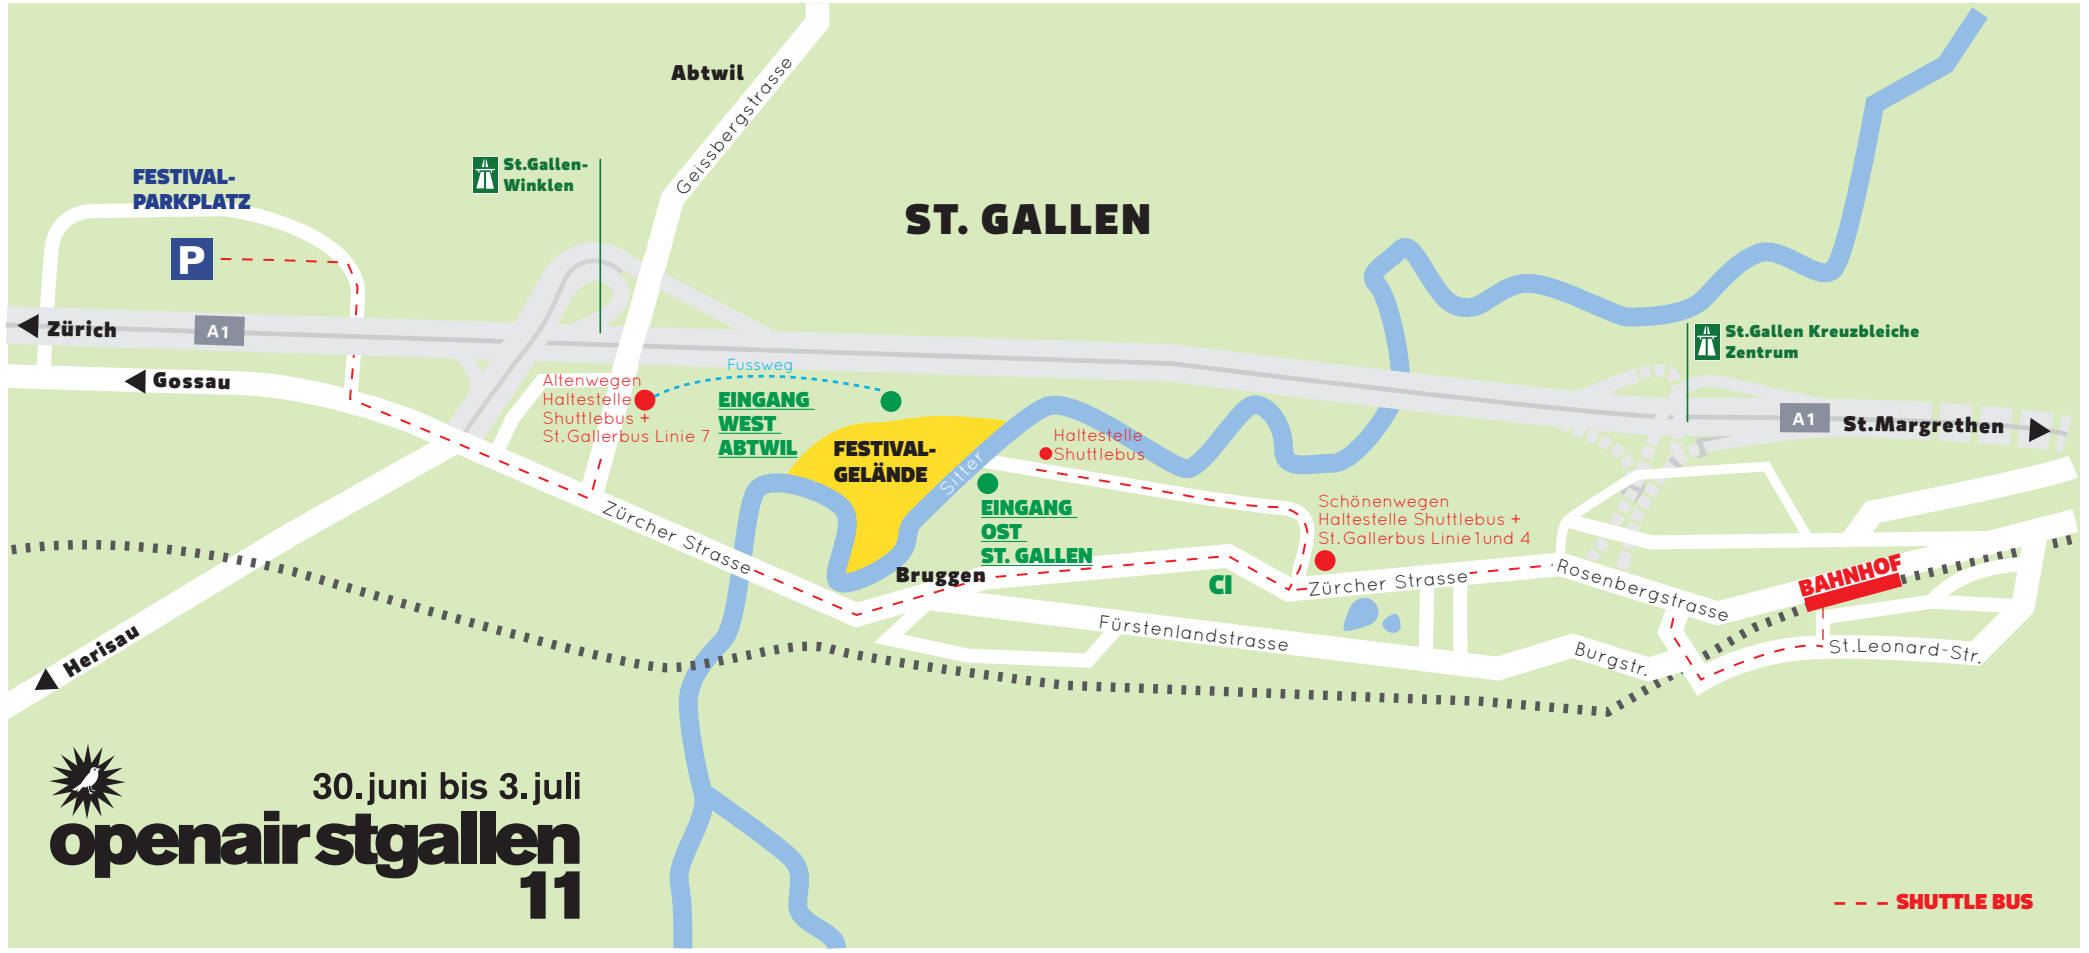 Abtwil
Geissbergstrasse
St.Gallen-
Winklen
FESTIVAL-
PARKPLATZ
P
ST. GALLEN
Zürich
A1
Gossau
St.Gallen Kreuzbleiche
Zentrum
A1
St.Margrethen
Fussweg
Altenwegen
Haltestelle
Shuttlebus +
St.Gallerbus Linie 7
EINGANG
WEST
ABTWIL
FESTIVAL-
GELÄNDE
Sitter
Haltestelle
Shuttlebus
EINGANG
OST
ST. GALLEN
Schönenwegen
Haltestelle Shuttlebus +
St.Gallerbus Linie 1 und 4
Zürcher Strasse
Bruggen
CI
Zürcher Strasse
Rosenbergstrasse
BAHNHOF
Fürstenlandstrasse
Burgstr.
St.Leonard-Str.
Herisau
30. juni bis 3. juli
openair stgallen
11
SHUTTLE BUS